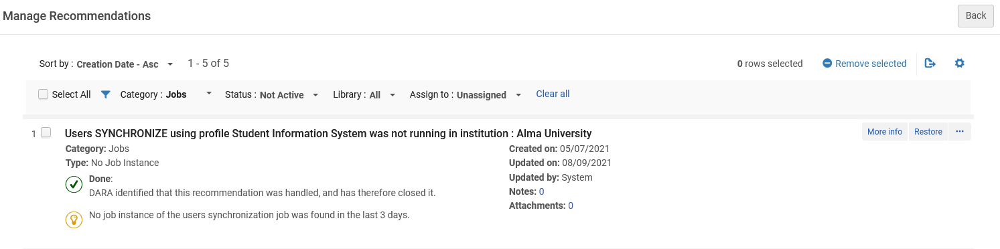 Manage Recommendations
Back
Sort by : Creation Date - Asc 1 - 5 of 5 0 rows selected Remove selected
Select All Category : Jobs Status : Not Active Library : All Assign to : Unassigned Clear all
1 Users SYNCHRONIZE using profile Student Information System was not running in institution : Alma University More info Restore ...
Category: Jobs Created on: 05/07/2021
Type: No Job Instance Updated on: 08/09/2021
Done: Updated by: System
DARA identified that this recommendation was handled, and has therefore closed it. Notes: 0
Attachments: 0
No job instance of the users synchronization job was found in the last 3 days.